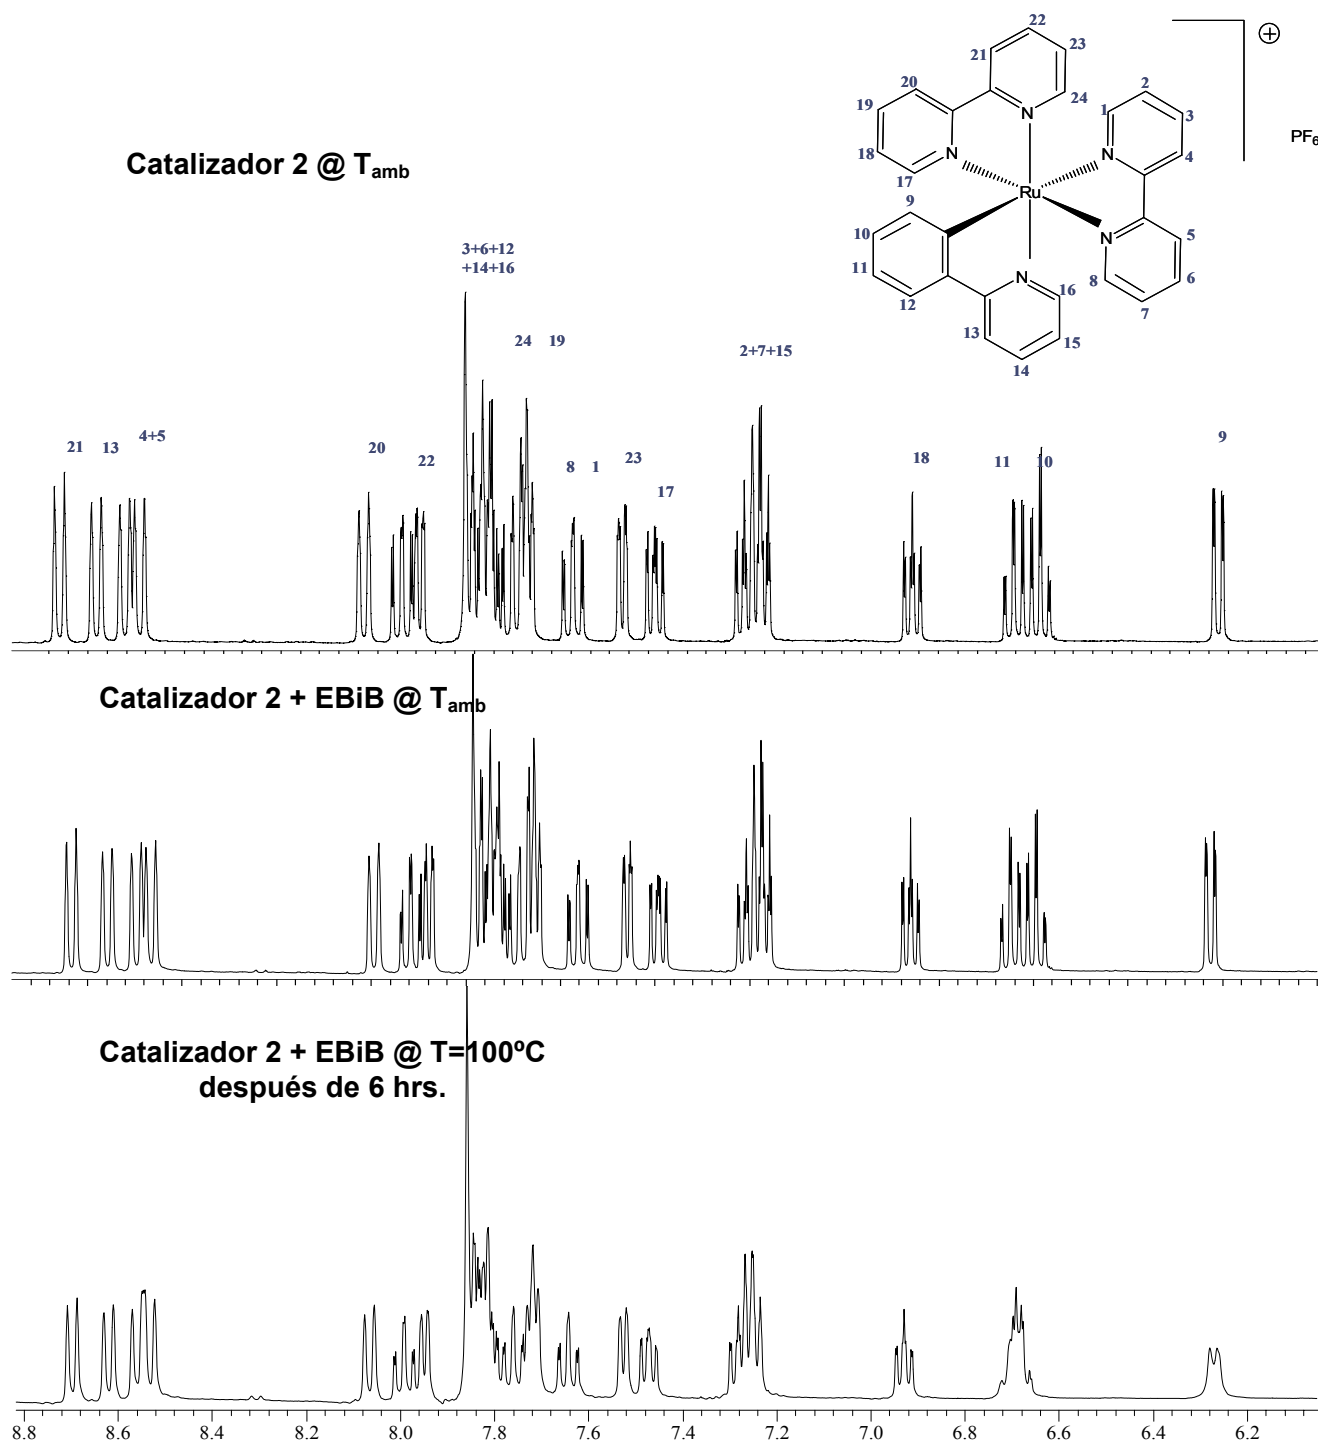 22
21
23
20
24
2
19
1
3
N
18
N
N
4
17
Ru
9
10
N
5
11
N
8
6
16
12
7
13
15
14
⊕
PF6
Catalizador 2 @ Tamb
3+6+12
+14+16
24 19
2+7+15
21 13 4+5
20
22
8 1
23
17
18
11 10
9
Catalizador 2 + EBiB @ Tamb
Catalizador 2 + EBiB @ T=100ºC
después de 6 hrs.
8.8 8.6 8.4 8.2 8.0 7.8 7.6 7.4 7.2 7.0 6.8 6.6 6.4 6.2